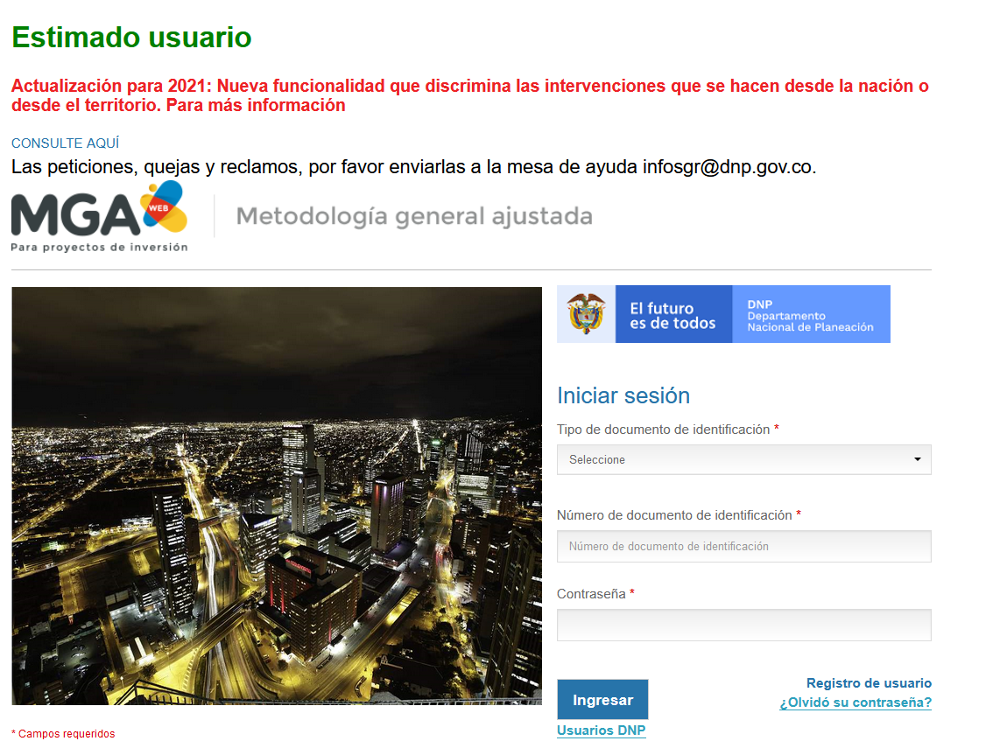 Estimado usuario
Actualización para 2021: Nueva funcionalidad que discrimina las intervenciones que se hacen desde la nación o
desde el territorio. Para más información
CONSULTE AQUÍ
Las peticiones, quejas y reclamos, por favor enviarlas a la mesa de ayuda infosgr@dnp.gov.co.
MGA WEB
Para proyectos de inversión
Metodología general ajustada
El futuro
es de todos
DNP
Departamento
Nacional de Planeación
Iniciar sesión
Tipo de documento de identificación *
Seleccione
Número de documento de identificación *
Número de documento de identificación
Contraseña *
Ingresar
Registro de usuario
¿Olvidó su contraseña?
Usuarios DNP
* Campos requeridos